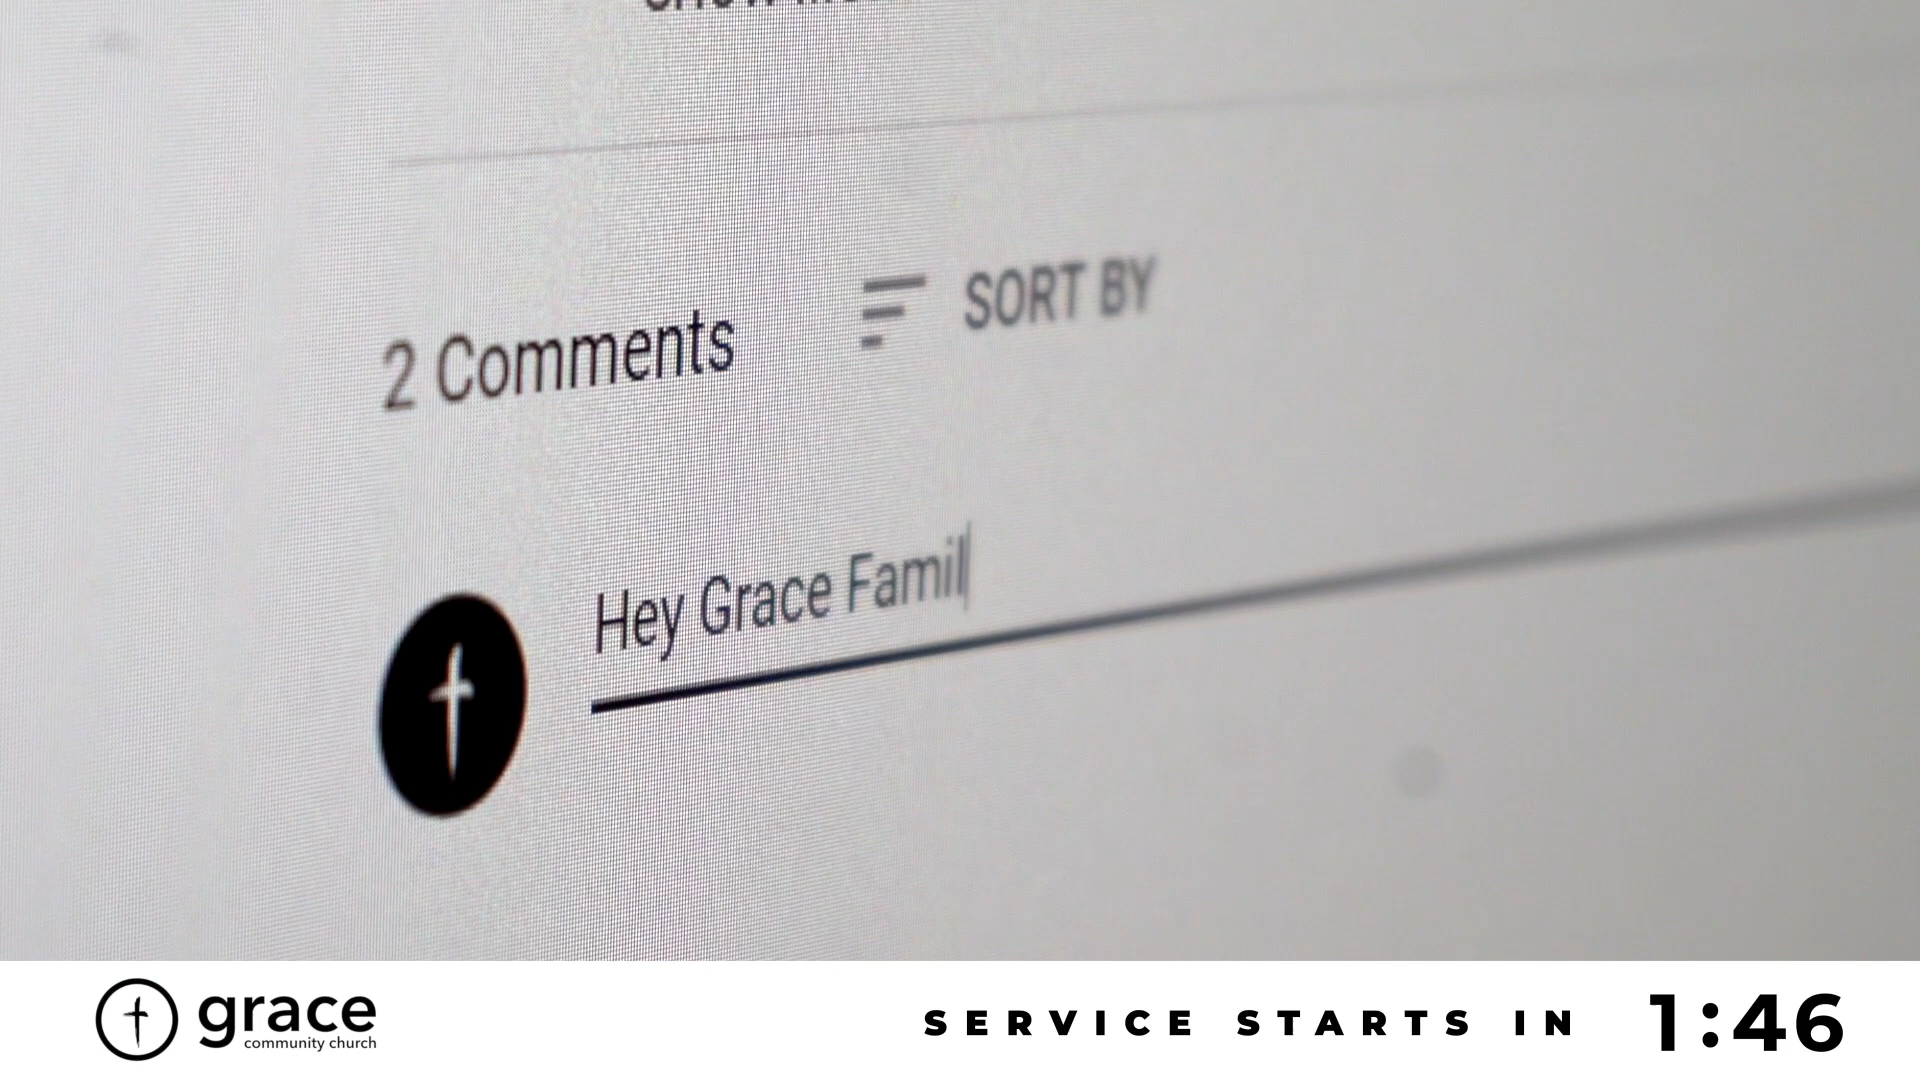 2 Comments
SORT BY
Hey Grace Famil
grace
community church
SERVICE STARTS IN 1:46